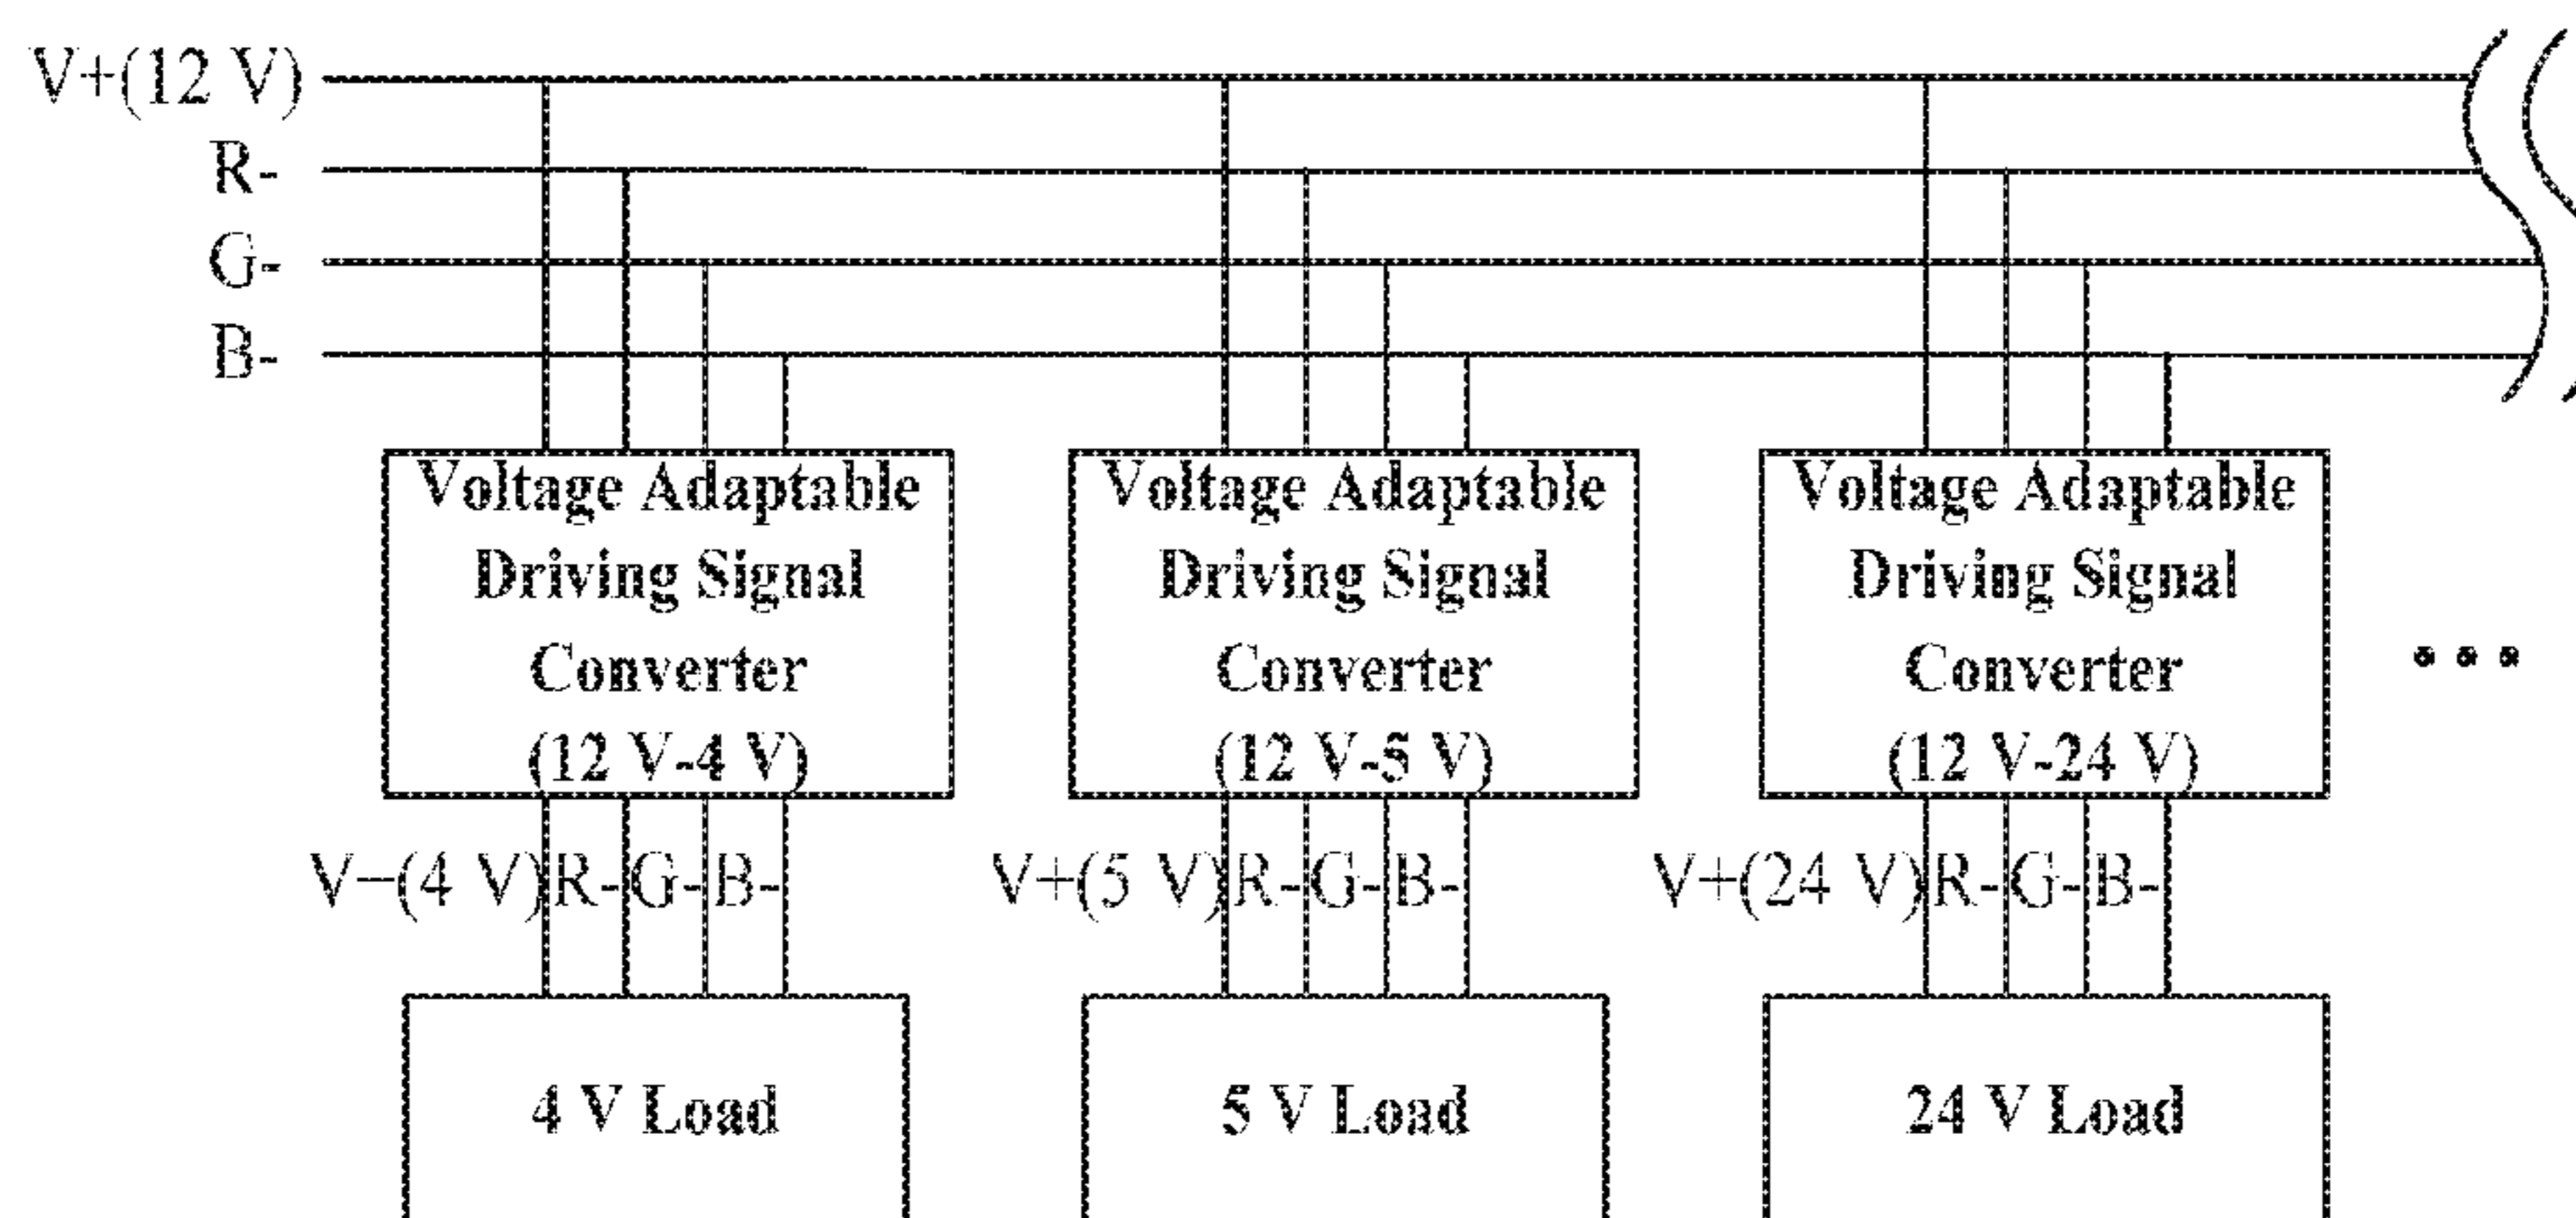 V+(12 V)
R-
G-
B-
Voltage Adaptable
Driving Signal
Converter
(12 V-4 V)
Voltage Adaptable
Driving Signal
Converter
(12 V-5 V)
Voltage Adaptable
Driving Signal
Converter
(12 V-24 V)
•••
V−(4 V) R- G- B-
V+(5 V) R- G- B-
V+(24 V) R- G- B-
4 V Load
5 V Load
24 V Load